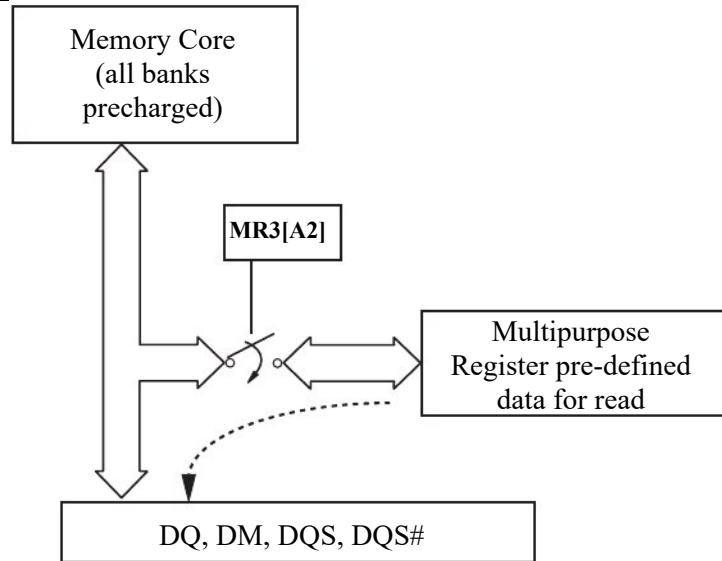 Memory Core
(all banks
precharged)
MR3[A2]
Multipurpose
Register pre-defined
data for read
DQ, DM, DQS, DQS#